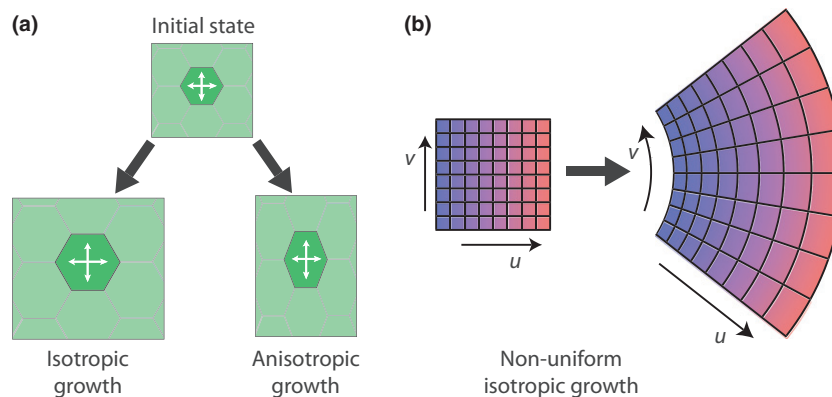 (a)
Initial state
Isotropic
growth
Anisotropic
growth
(b)
v
u
v
u
Non-uniform
isotropic growth